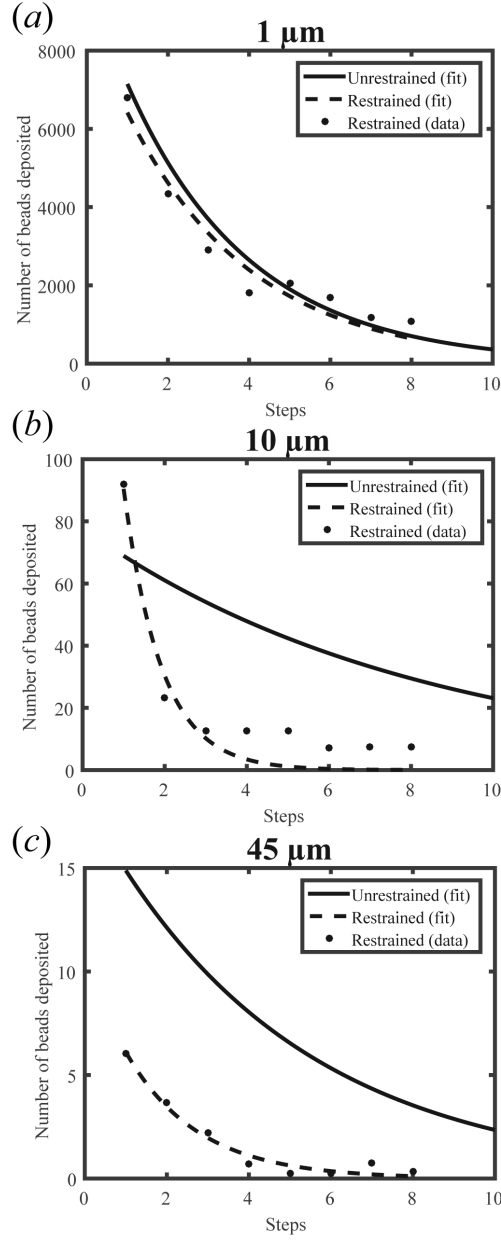 (a)
1 µm
8000
6000
4000
2000
0
Number of beads deposited
Unrestrained (fit)
Restrained (fit)
Restrained (data)
0 2 4 6 8 10
Steps
(b)
10 µm
100
80
60
40
20
0
Number of beads deposited
Unrestrained (fit)
Restrained (fit)
Restrained (data)
0 2 4 6 8 10
Steps
(c)
45 µm
15
10
5
0
Number of beads deposited
Unrestrained (fit)
Restrained (fit)
Restrained (data)
0 2 4 6 8 10
Steps